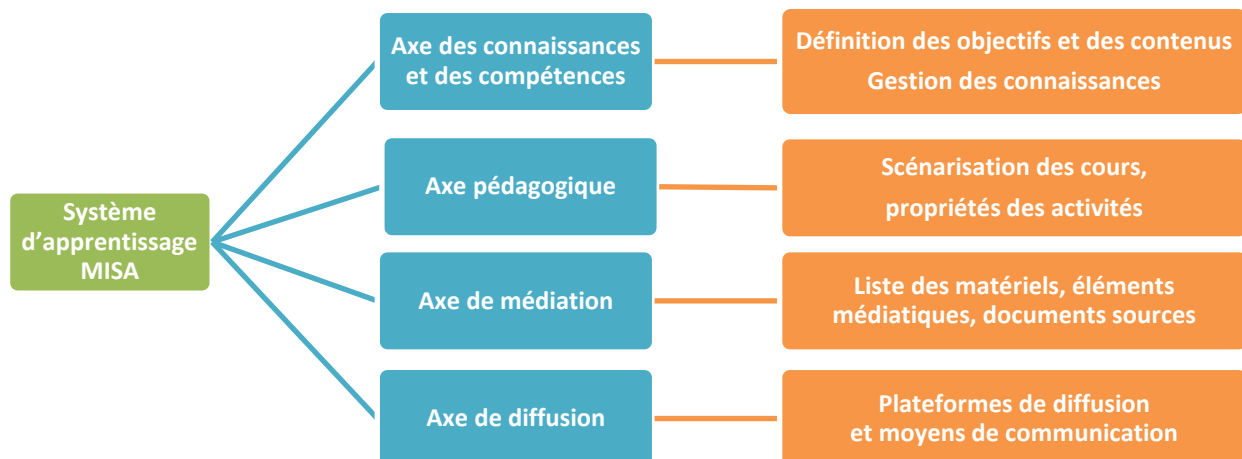 Système
d’apprentissage
MISA
Axe des connaissances
et des compétences
Définition des objectifs et des contenus
Gestion des connaissances
Axe pédagogique
Scénarisation des cours,
propriétés des activités
Axe de médiation
Liste des matériels, éléments
médiatiques, documents sources
Axe de diffusion
Plateformes de diffusion
et moyens de communication